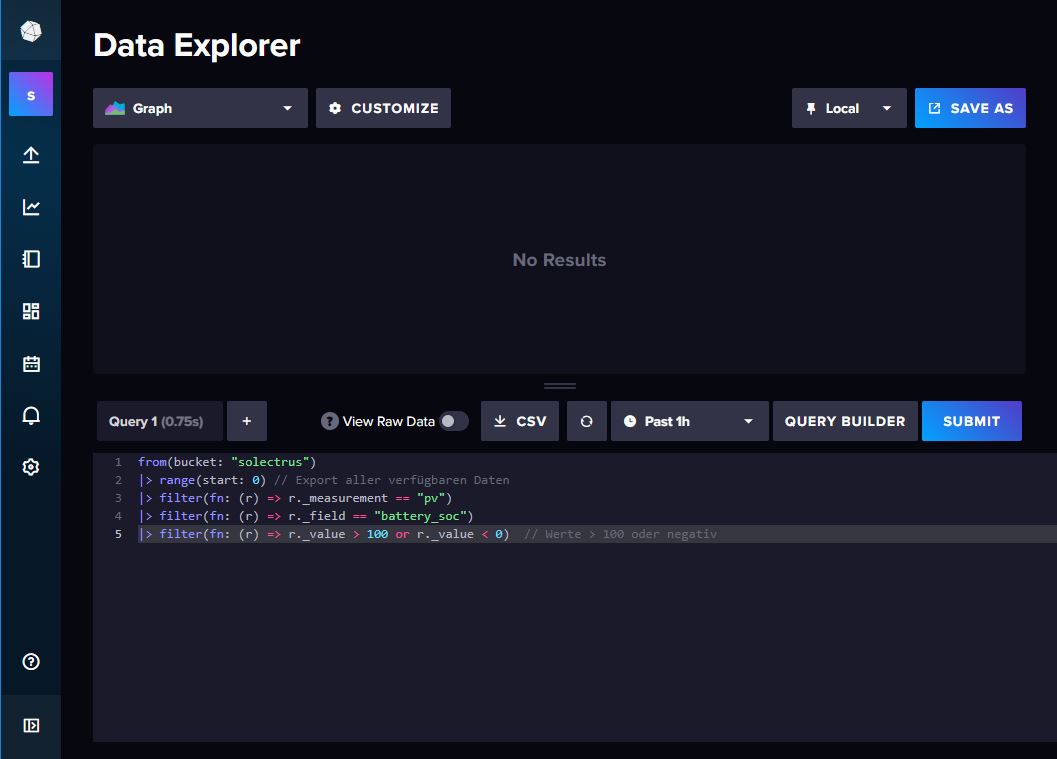 Data Explorer
S
Graph
CUSTOMIZE
Local
SAVE AS
No Results
Query 1 (0.75s)
+
? View Raw Data
CSV
Past 1h
QUERY BUILDER
SUBMIT
1 from(bucket: "solectrus")
2 |> range(start: 0) // Export aller verfügbaren Daten
3 |> filter(fn: (r) => r._measurement == "pv")
4 |> filter(fn: (r) => r._field == "battery_soc")
5 |> filter(fn: (r) => r._value > 100 or r._value < 0)  // Werte > 100 oder negativ
?